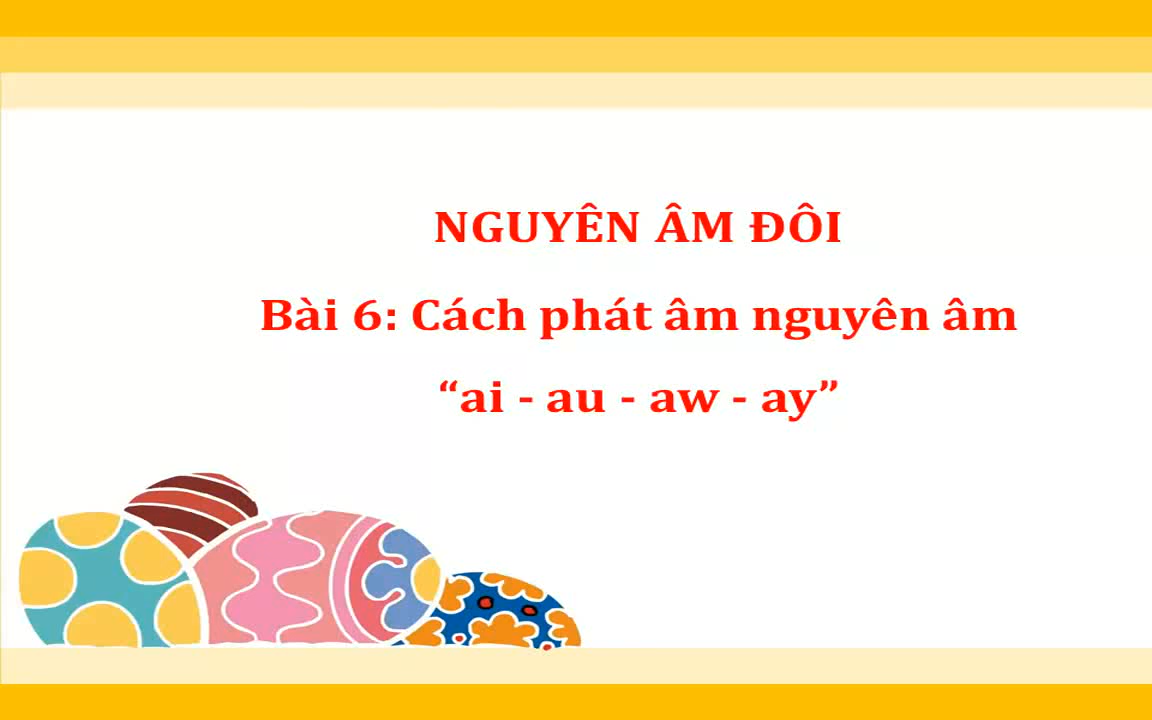 NGUYÊN ÂM ĐÔI
Bài 6: Cách phát âm nguyên âm
“ai - au - aw - ay”